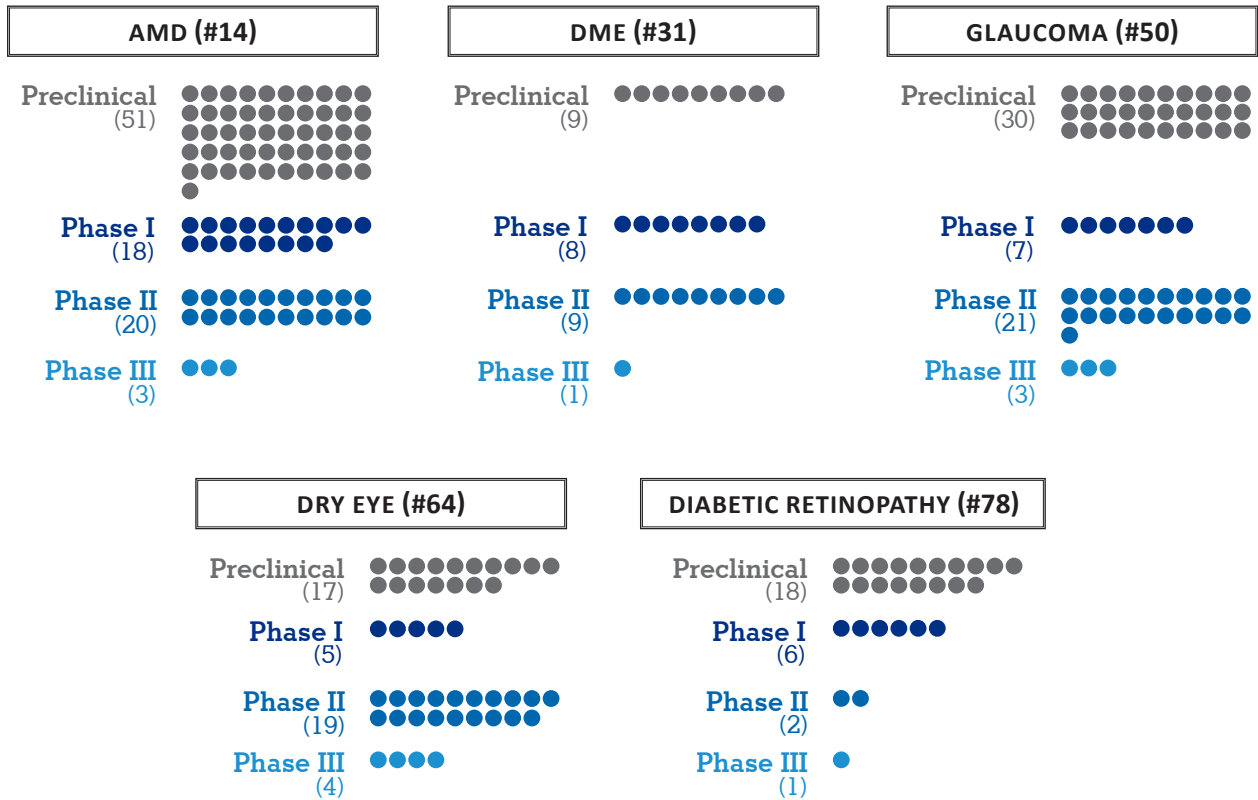 AMD (#14)
Preclinical
(51)
Phase I
(18)
Phase II
(20)
Phase III
(3)
DME (#31)
Preclinical
(9)
Phase I
(8)
Phase II
(9)
Phase III
(1)
GLAUCOMA (#50)
Preclinical
(30)
Phase I
(7)
Phase II
(21)
Phase III
(3)
DRY EYE (#64)
Preclinical
(17)
Phase I
(5)
Phase II
(19)
Phase III
(4)
DIABETIC RETINOPATHY (#78)
Preclinical
(18)
Phase I
(6)
Phase II
(2)
Phase III
(1)